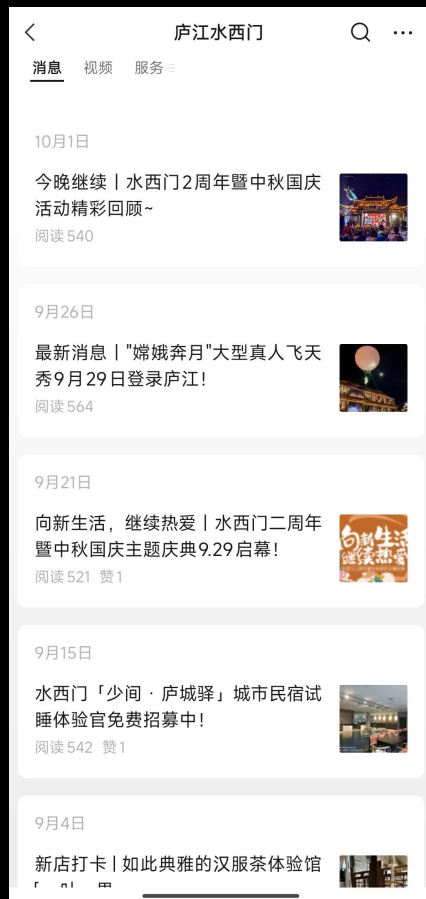 庐江水西门
消息 视频 服务
10月1日
今晚继续丨水西门2周年暨中秋国庆
活动精彩回顾~
阅读 540
9月26日
最新消息丨"嫦娥奔月"大型真人飞天
秀9月29日登录庐江!
阅读 564
9月21日
向新生活，继续热爱丨水西门二周年
暨中秋国庆主题庆典9.29启幕!
阅读 521 赞 1
向新生活
继续热爱
9月15日
水西门「少间 · 庐城驿」城市民宿试
睡体验官免费招募中!
阅读 542 赞 1
9月4日
新店打卡 | 如此典雅的汉服茶体验馆